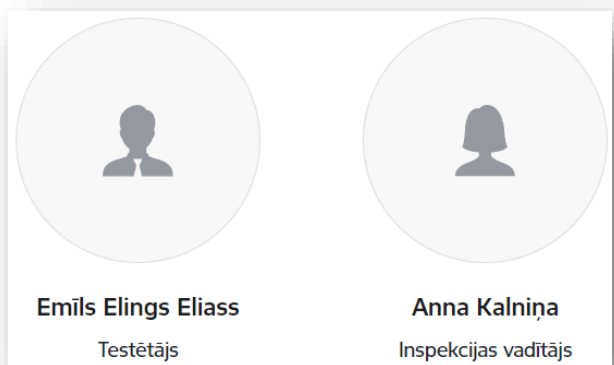 Emīls Elings Eliass
Testētājs
Anna Kalniņa
Inspekcijas vadītājs